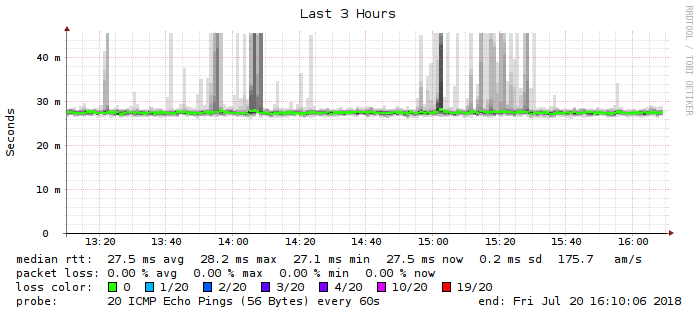 Last 3 Hours
RRDTOOL / TOBI OETIKER
Seconds
40 m
30 m
20 m
10 m
0
13:20 13:40 14:00 14:20 14:40 15:00 15:20 15:40 16:00
median rtt: 27.5 ms avg 28.2 ms max 27.1 ms min 27.5 ms now 0.2 ms sd 175.7 am/s
packet loss: 0.00 % avg 0.00 % max 0.00 % min 0.00 % now
loss color: 0 1/20 2/20 3/20 4/20 10/20 19/20
probe: 20 ICMP Echo Pings (56 Bytes) every 60s end: Fri Jul 20 16:10:06 2018